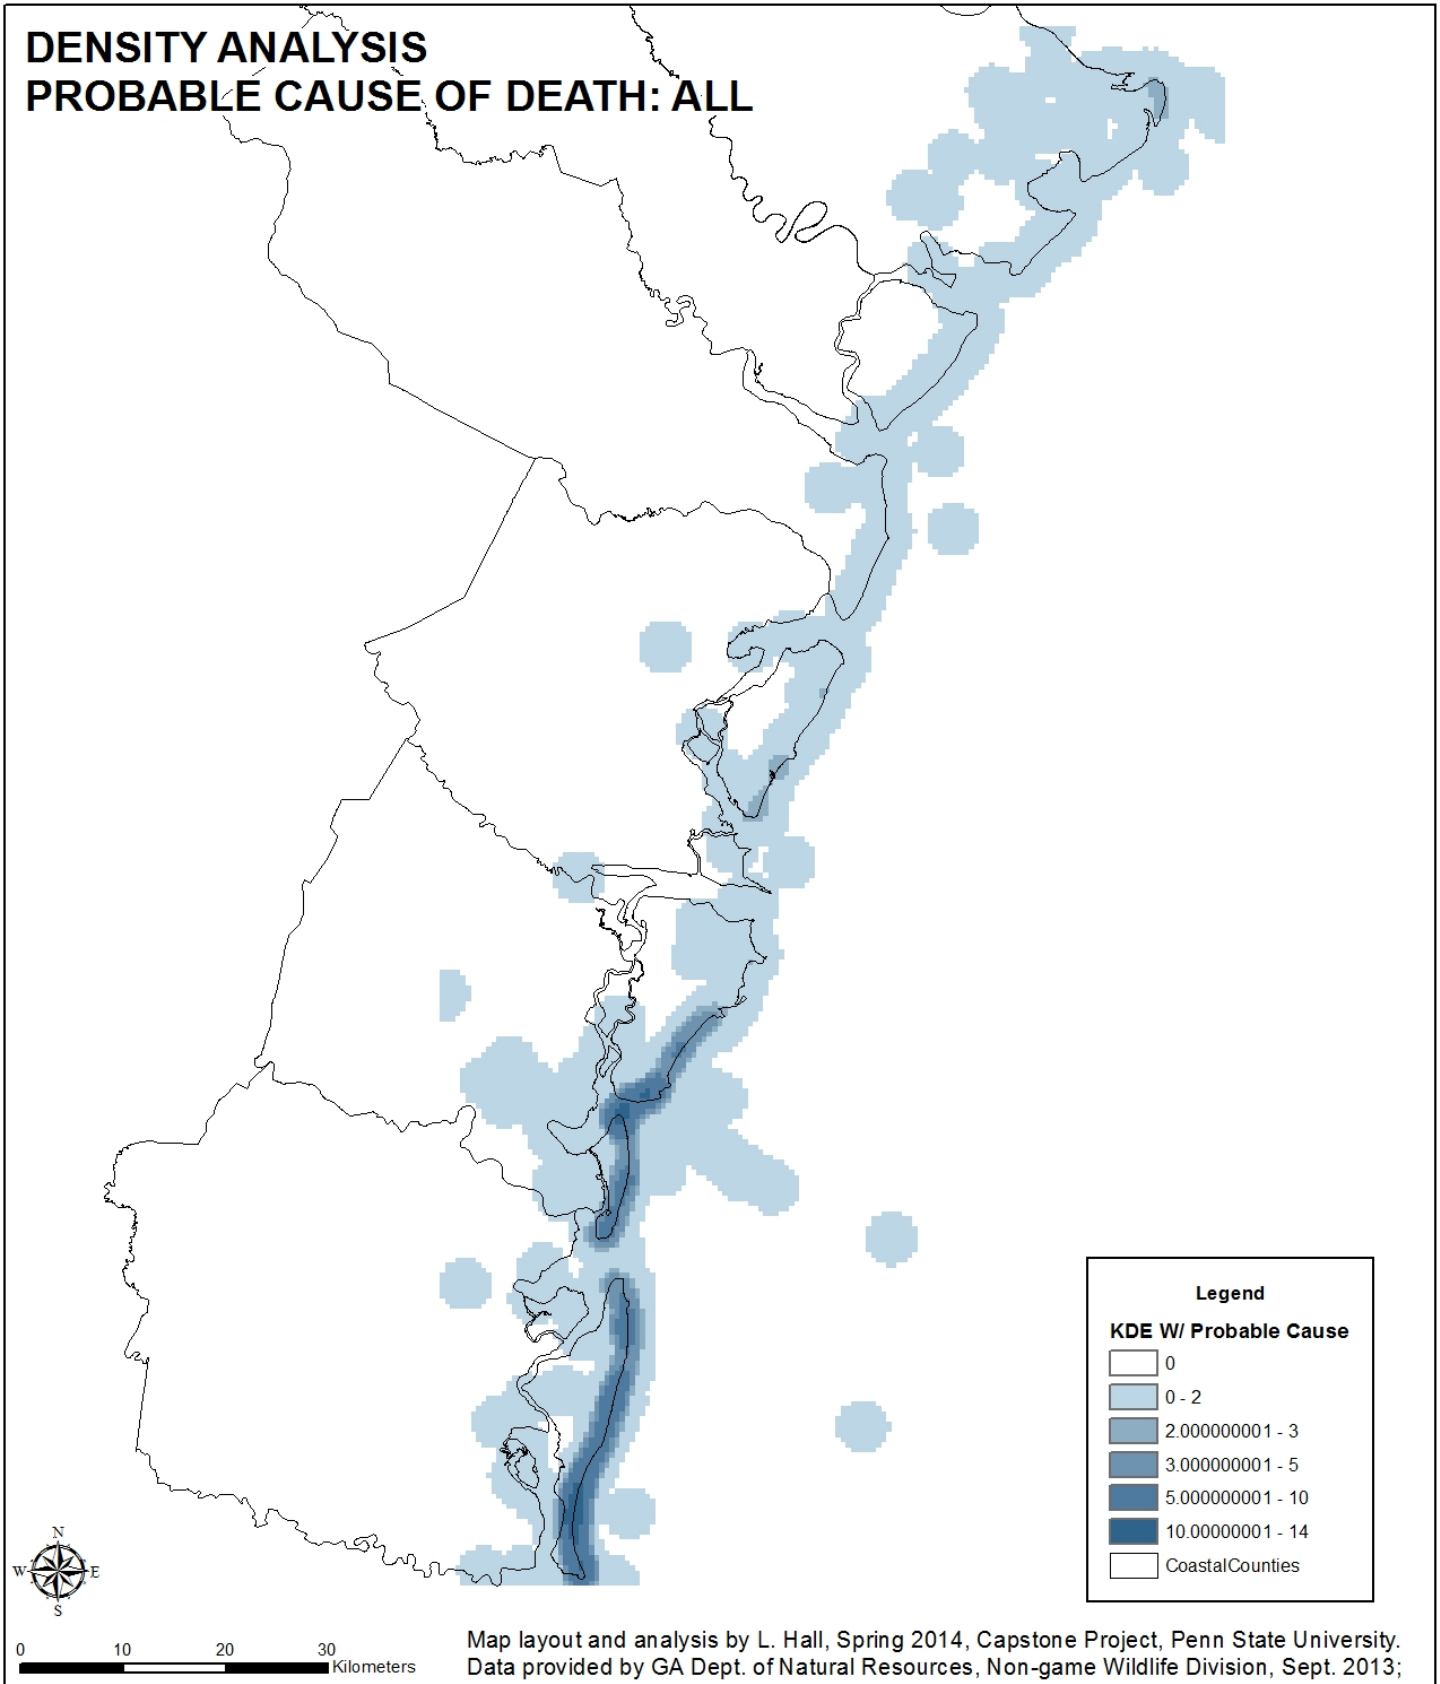 DENSITY ANALYSIS
PROBABLE CAUSE OF DEATH: ALL
Legend
KDE W/ Probable Cause
0
0 - 2
2.000000001 - 3
3.000000001 - 5
5.000000001 - 10
10.00000001 - 14
CoastalCounties
N
W E
S
0 10 20 30
Kilometers
Map layout and analysis by L. Hall, Spring 2014, Capstone Project, Penn State University.
Data provided by GA Dept. of Natural Resources, Non-game Wildlife Division, Sept. 2013;